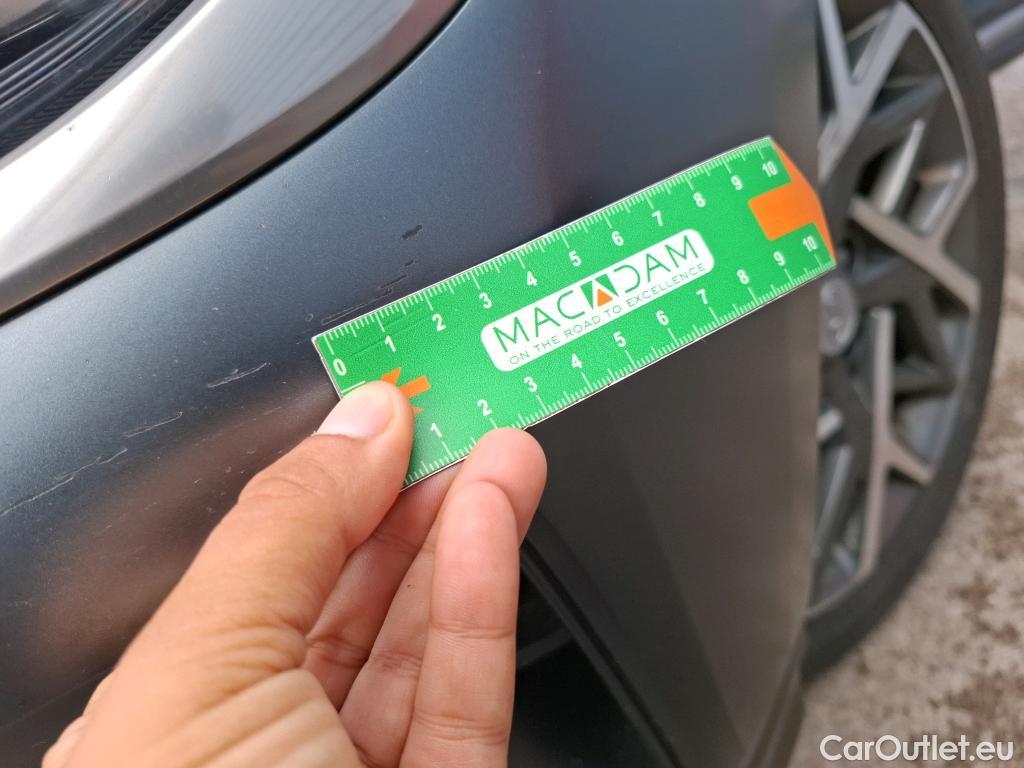 0 1 2 3 4 5 6 7 8 9 10
MACADAM
ON THE ROAD TO EXCELLENCE
1 2 3 4 5 6 7 8 9 10
CarOutlet.eu